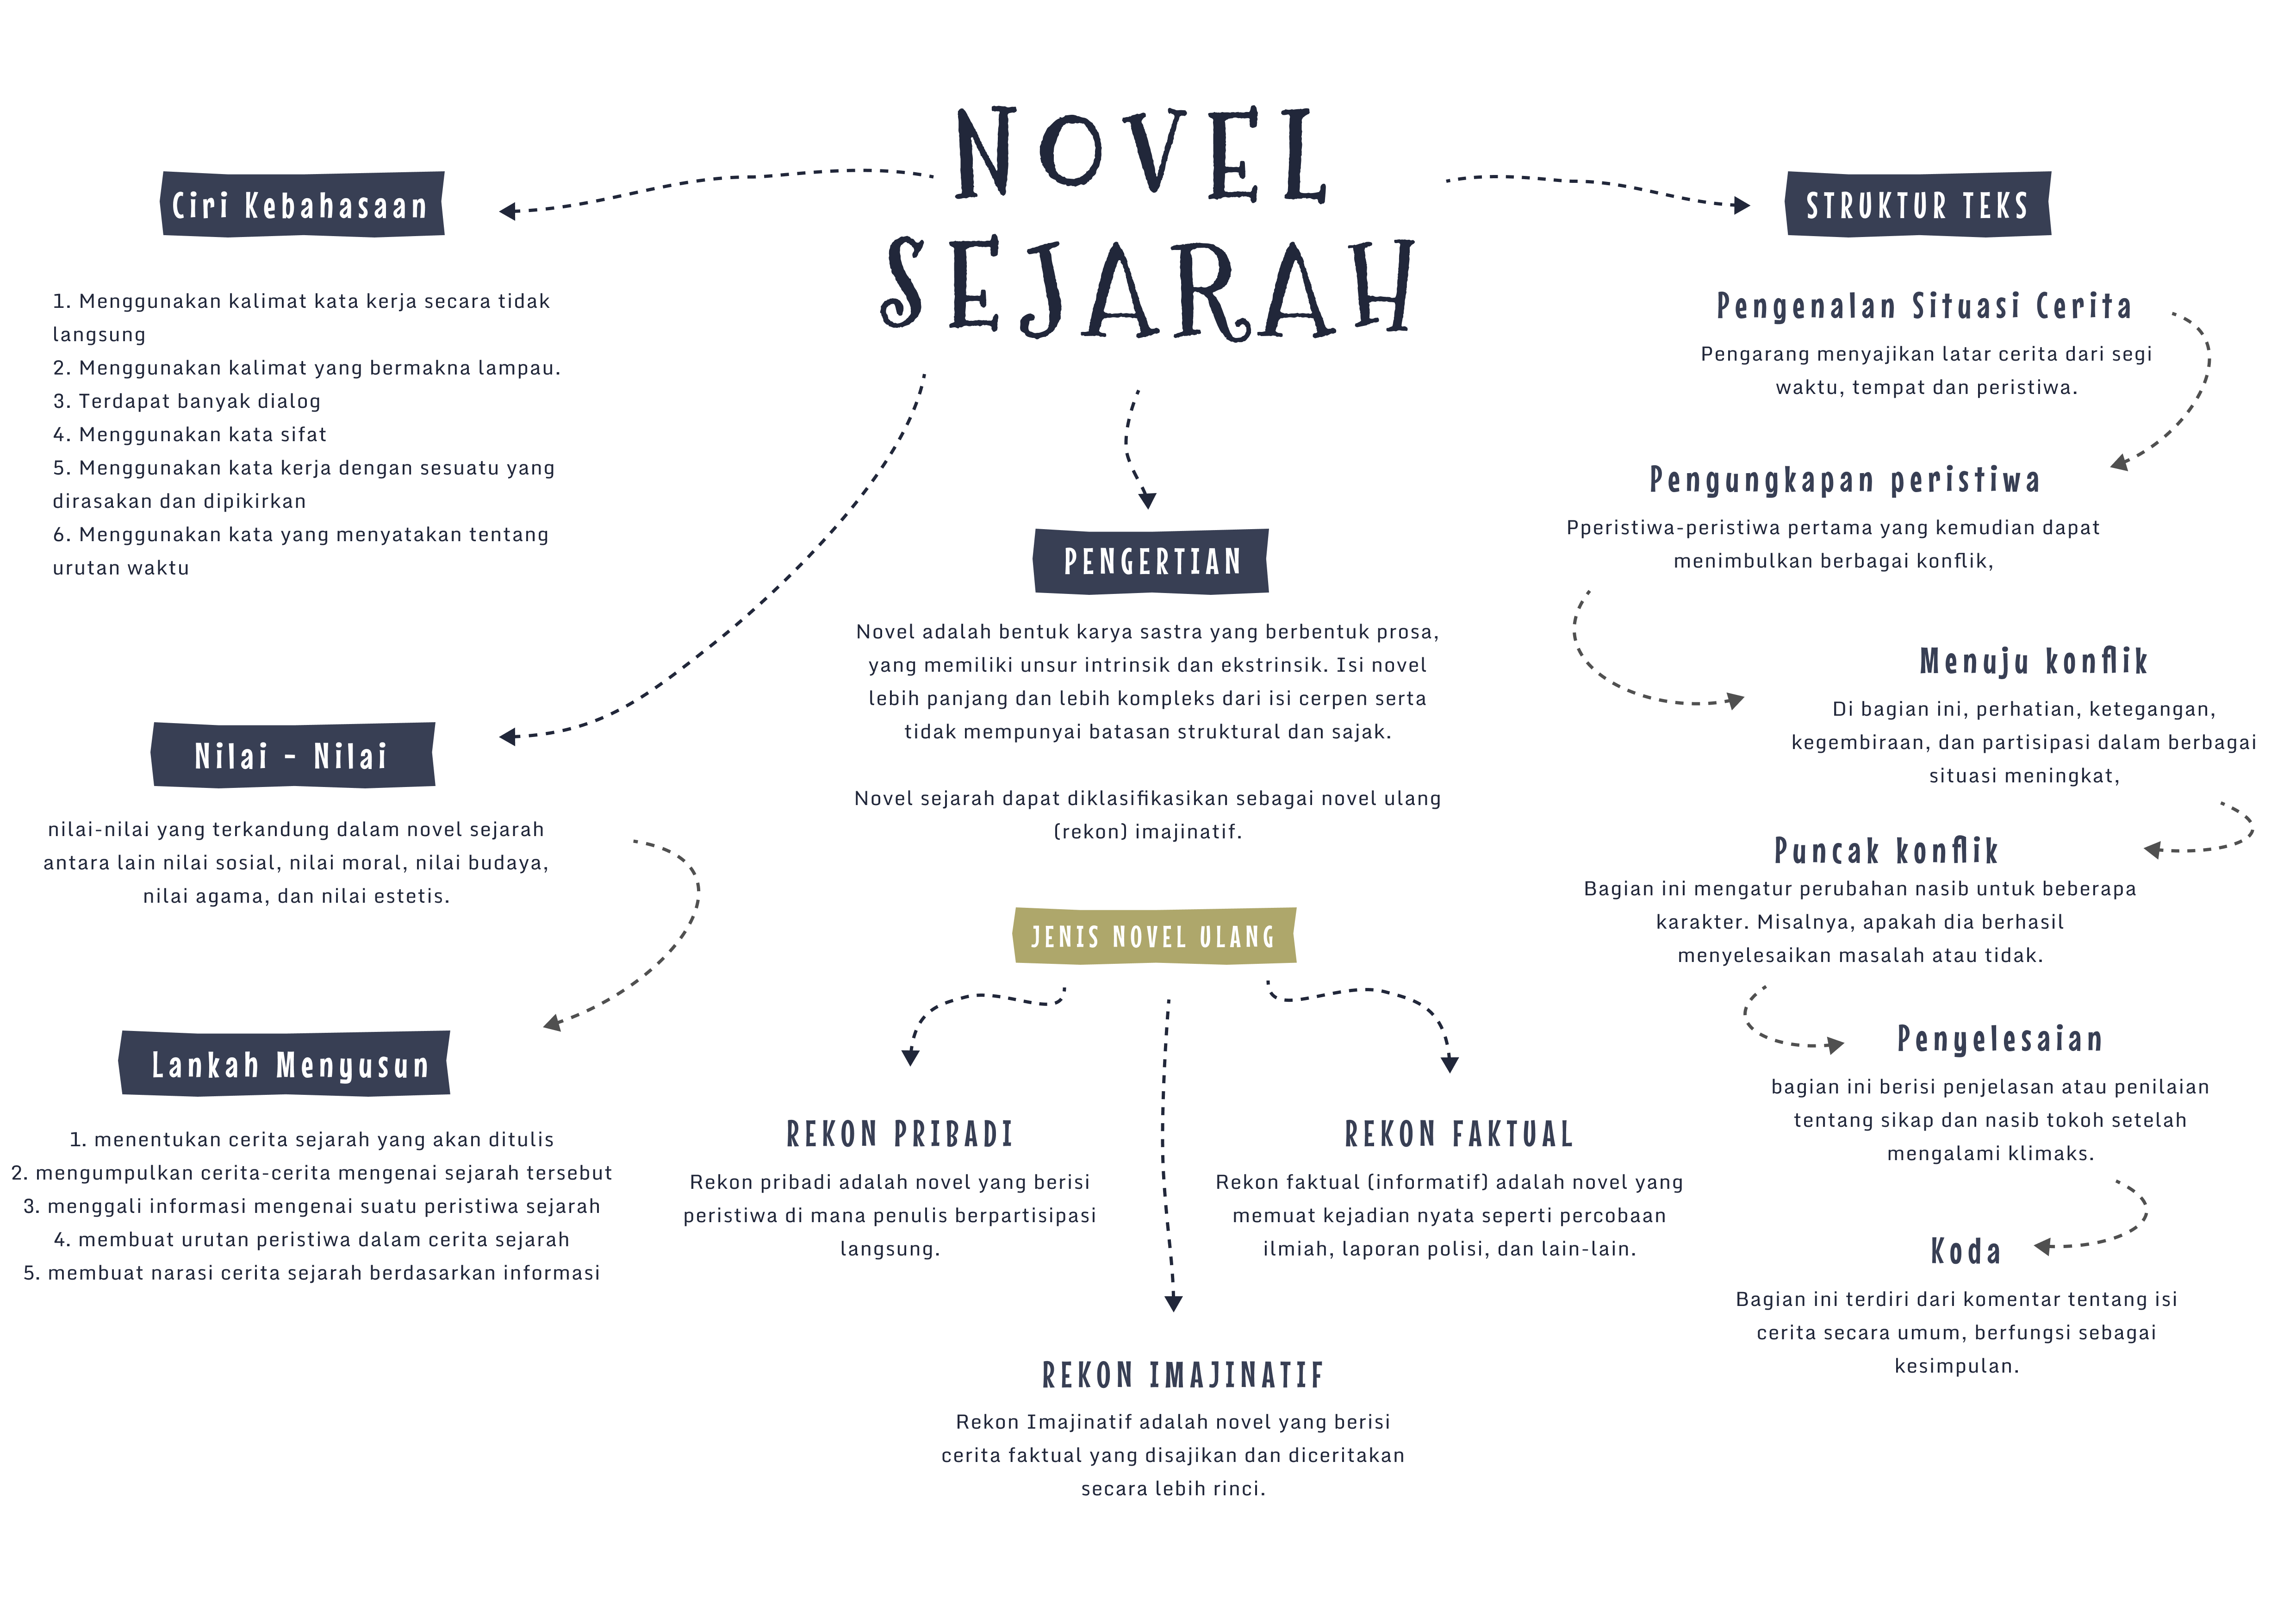 NOVEL
SEJARAH
Ciri Kebahasaan
1. Menggunakan kalimat kata kerja secara tidak
langsung
2. Menggunakan kalimat yang bermakna lampau.
3. Terdapat banyak dialog
4. Menggunakan kata sifat
5. Menggunakan kata kerja dengan sesuatu yang
dirasakan dan dipikirkan
6. Menggunakan kata yang menyatakan tentang
urutan waktu
Nilai - Nilai
nilai-nilai yang terkandung dalam novel sejarah
antara lain nilai sosial, nilai moral, nilai budaya,
nilai agama, dan nilai estetis.
Lankah Menyusun
1. menentukan cerita sejarah yang akan ditulis
2. mengumpulkan cerita-cerita mengenai sejarah tersebut
3. menggali informasi mengenai suatu peristiwa sejarah
4. membuat urutan peristiwa dalam cerita sejarah
5. membuat narasi cerita sejarah berdasarkan informasi
PENGERTIAN
Novel adalah bentuk karya sastra yang berbentuk prosa,
yang memiliki unsur intrinsik dan ekstrinsik. Isi novel
lebih panjang dan lebih kompleks dari isi cerpen serta
tidak mempunyai batasan struktural dan sajak.
Novel sejarah dapat diklasifikasikan sebagai novel ulang
(rekon) imajinatif.
JENIS NOVEL ULANG
REKON PRIBADI
Rekon pribadi adalah novel yang berisi
peristiwa di mana penulis berpartisipasi
langsung.
REKON FAKTUAL
Rekon faktual (informatif) adalah novel yang
memuat kejadian nyata seperti percobaan
ilmiah, laporan polisi, dan lain-lain.
REKON IMAJINATIF
Rekon Imajinatif adalah novel yang berisi
cerita faktual yang disajikan dan diceritakan
secara lebih rinci.
STRUKTUR TEKS
Pengenalan Situasi Cerita
Pengarang menyajikan latar cerita dari segi
waktu, tempat dan peristiwa.
Pengungkapan peristiwa
Pperistiwa-peristiwa pertama yang kemudian dapat
menimbulkan berbagai konflik,
Menuju konflik
Di bagian ini, perhatian, ketegangan,
kegembiraan, dan partisipasi dalam berbagai
situasi meningkat,
Puncak konflik
Bagian ini mengatur perubahan nasib untuk beberapa
karakter. Misalnya, apakah dia berhasil
menyelesaikan masalah atau tidak.
Penyelesaian
bagian ini berisi penjelasan atau penilaian
tentang sikap dan nasib tokoh setelah
mengalami klimaks.
Koda
Bagian ini terdiri dari komentar tentang isi
cerita secara umum, berfungsi sebagai
kesimpulan.